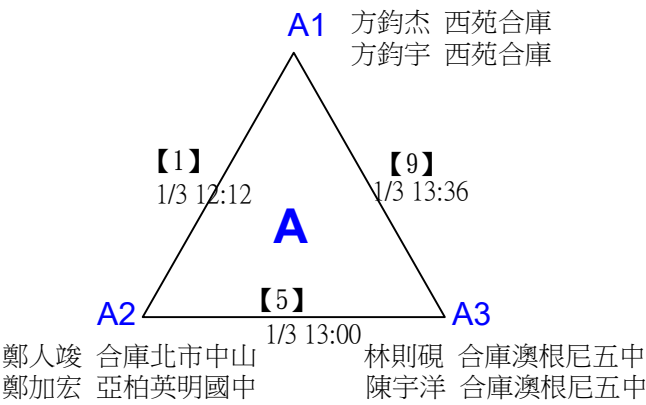 A1 方鈞杰 西苑合庫
方鈞宇 西苑合庫
【1】 【9】
1/3 12:12 1/3 13:36
A
【5】
A2 A3
1/3 13:00
鄭人竣 合庫北市中山 林則硯 合庫澳根尼五中
鄭加宏 亞柏英明國中 陳宇洋 合庫澳根尼五中